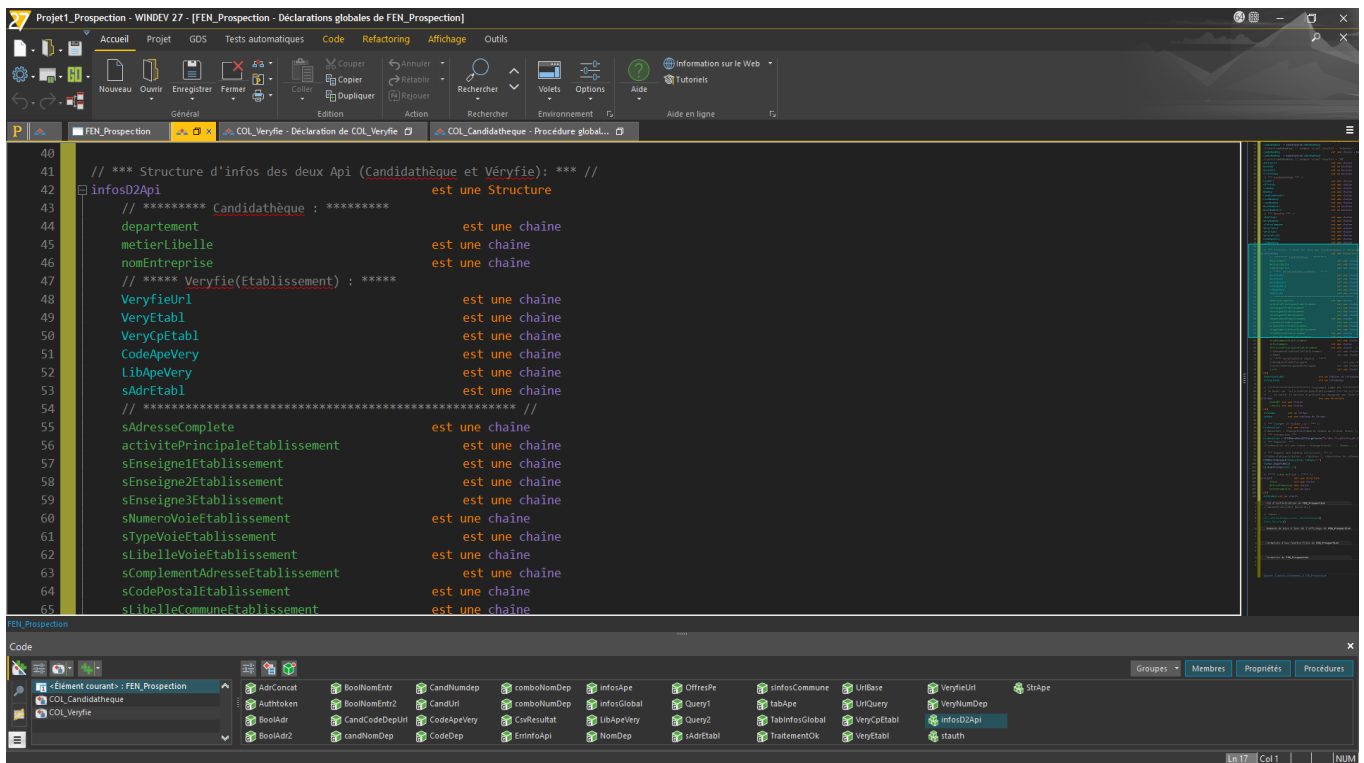 27 Projet1_Prospection - WINDEV 27 - [FEN_Prospection - Déclarations globales de FEN_Prospection]
Accueil Projet GDS Tests automatiques Code Refactoring Affichage Outils
GO
Nouveau Ouvrir Enregistrer Fermer
Général
Coller Couper Copier Dupliquer
Edition
Annuler Rétablir Rejouer
Action
Rechercher
Rechercher
Volets Options
Environnement
Aide Information sur le Web Tutoriels
Aide en ligne
P FEN_Prospection COL_Veryfie - Déclaration de COL_Veryfie COL_Candidatheque - Procédure global...
40
41 // *** Structure d'infos des deux Api (Candidathèque et Véryfie): *** //
42 infosD2Api est une Structure
43 // ********* Candidathèque : *********
44 departement est une chaîne
45 metierLibelle est une chaîne
46 nomEntreprise est une chaîne
47 // ***** Veryfie(Etablissement) : *****
48 VeryfieUrl est une chaîne
49 VeryEtabl est une chaîne
50 VeryCpEtabl est une chaîne
51 CodeApeVery est une chaîne
52 LibApeVery est une chaîne
53 sAdrEtabl est une chaîne
54 // ***************************************************** //
55 sAdresseComplete est une chaîne
56 activitePrincipaleEtablissement est une chaîne
57 sEnseigne1Etablissement est une chaîne
58 sEnseigne2Etablissement est une chaîne
59 sEnseigne3Etablissement est une chaîne
60 sNumeroVoieEtablissement est une chaîne
61 sTypeVoieEtablissement est une chaîne
62 sLibelleVoieEtablissement est une chaîne
63 sComplementAdresseEtablissement est une chaîne
64 sCodePostalEtablissement est une chaîne
65 sLibelleCommuneEtablissement est une chaîne
FEN_Prospection
Code
Groupes Membres Propriétés Procédures
<Élément courant> : FEN_Prospection AdrConcat BoolNomEntr CandNumdep comboNomDep infosApe OffresPe sInfosCommune UrlBase VeryfieUrl StrApe
COL_Candidatheque Authtoken BoolNomEntr2 CandUrl comboNumDep infosGlobal Query1 tabApe UrlQuery VeryNumDep
COL_Veryfie BoolAdr CandCodeDepUrl CodeApeVery CsvResultat LibApeVery Query2 TabInfosGlobal VeryCpEtabl infosD2Api
BoolAdr2 candNomDep CodeDep ErrInfoApi NomDep sAdrEtabl TraitementOk VeryEtabl stauth
Ln 17 Col 1 NUM